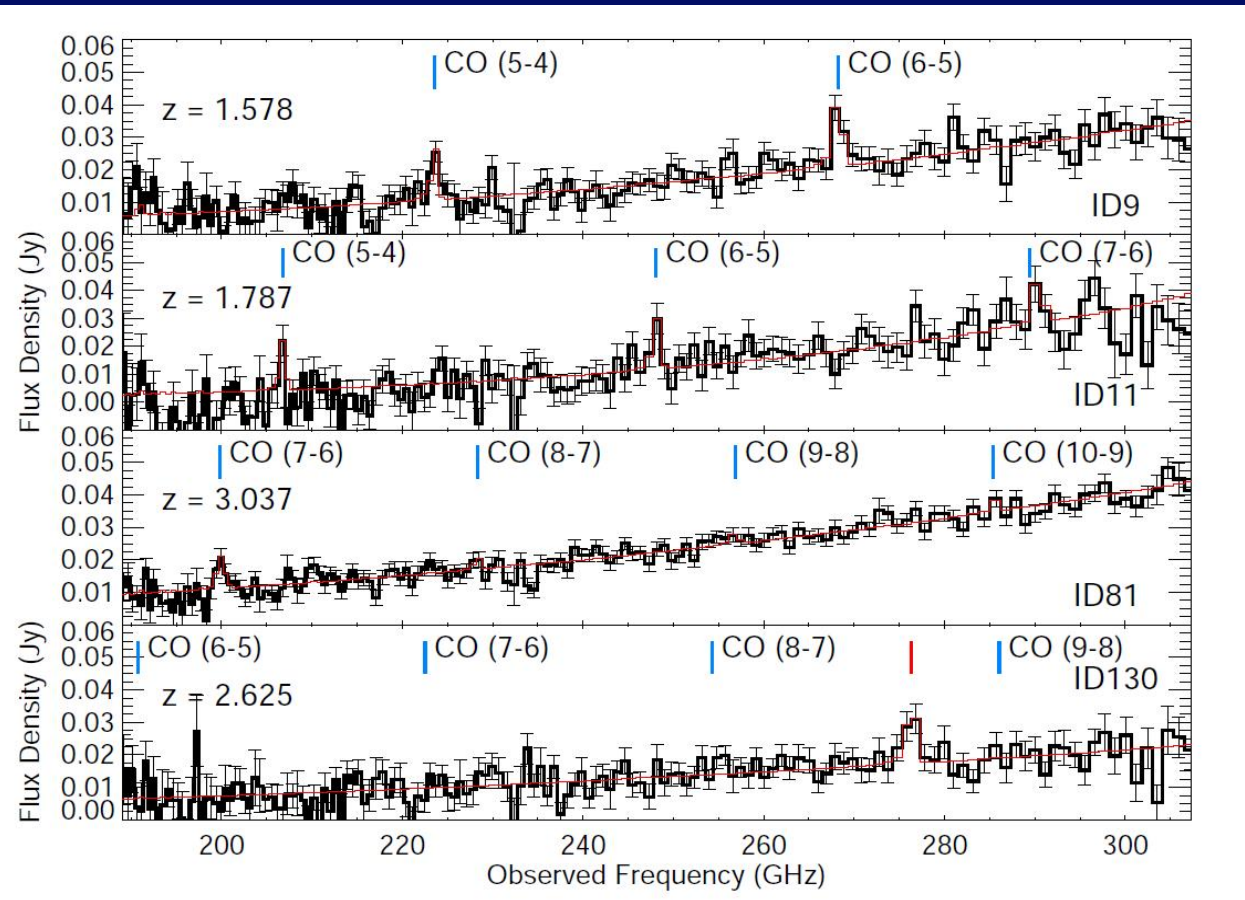 0.06
CO (5-4) CO (6-5)
0.05
0.04
z = 1.578
0.03
0.02
0.01
ID9
0.06
CO (5-4) CO (6-5) CO (7-6)
0.05
0.04
z = 1.787
0.03
0.02
0.01
ID11
0.00
Flux Density (Jy)
0.06
CO (7-6) CO (8-7) CO (9-8) CO (10-9)
0.05
0.04
z = 3.037
0.03
0.02
0.01
ID81
0.06
CO (6-5) CO (7-6) CO (8-7) CO (9-8)
0.05
ID130
0.04
z = 2.625
0.03
0.02
0.01
0.00
Flux Density (Jy)
200 220 240 260 280 300
Observed Frequency (GHz)